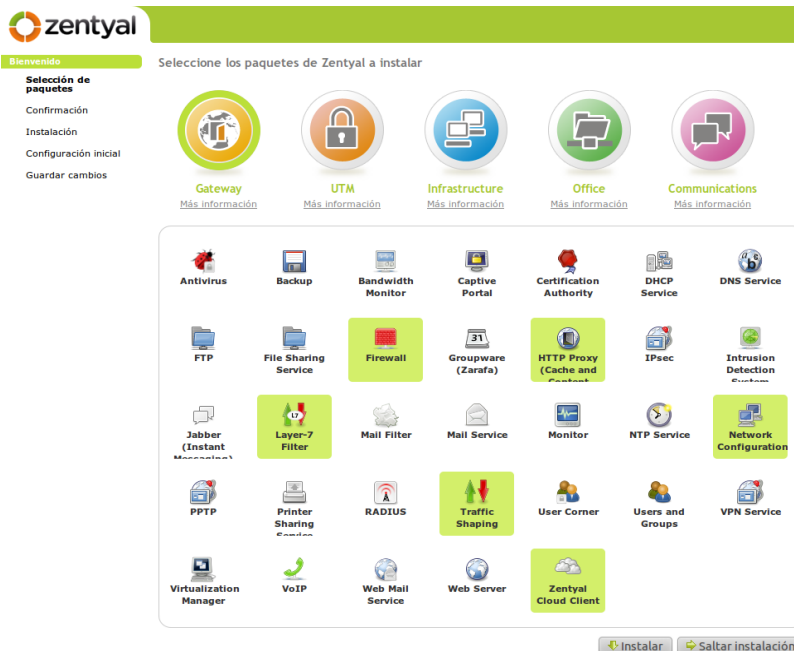 zentyal
Bienvenido
Selección de
paquetes
Confirmación
Instalación
Configuración inicial
Guardar cambios
Seleccione los paquetes de Zentyal a instalar
Gateway
Más información
UTM
Más información
Infrastructure
Más información
Office
Más información
Communications
Más información
Antivirus
Backup
Bandwidth
Monitor
Captive
Portal
Certification
Authority
DHCP
Service
DNS Service
FTP
File Sharing
Service
Firewall
31
Groupware
(Zarafa)
HTTP Proxy
(Cache and
Content
IPsec
Intrusion
Detection
System
Jabber
(Instant
Messaging)
L7
Layer-7
Filter
Mail Filter
Mail Service
Monitor
NTP Service
Network
Configuration
PPTP
Printer
Sharing
Service
RADIUS
Traffic
Shaping
User Corner
Users and
Groups
VPN Service
Virtualization
Manager
VoIP
Web Mail
Service
Web Server
Zentyal
Cloud Client
Instalar
Saltar instalación